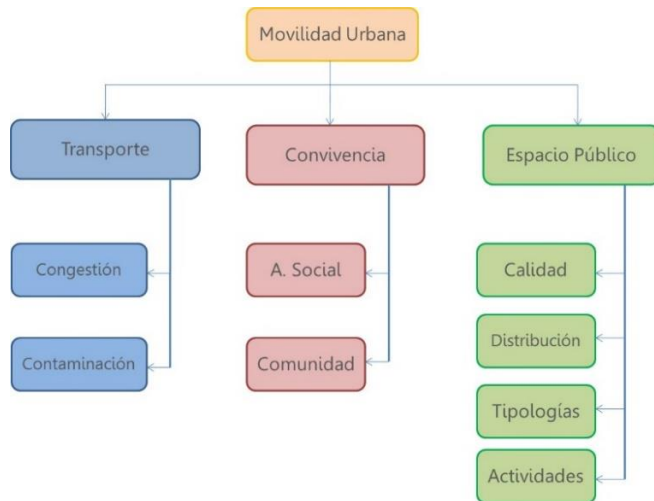 Movilidad Urbana
Transporte
Convivencia
Espacio Público
Congestión
A. Social
Calidad
Contaminación
Comunidad
Distribución
Tipologías
Actividades